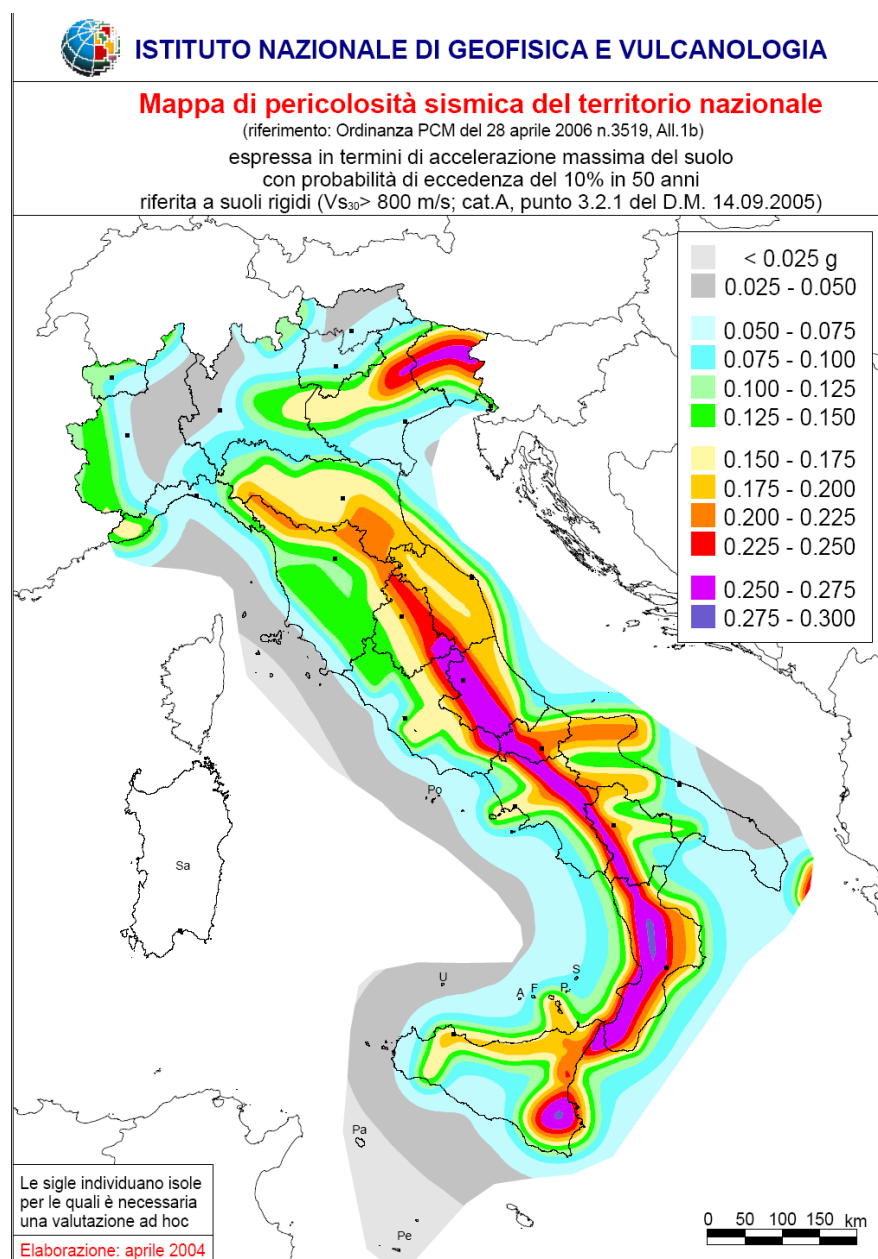 ISTITUTO NAZIONALE DI GEOFISICA E VULCANOLOGIA
Mappa di pericolosità sismica del territorio nazionale
(riferimento: Ordinanza PCM del 28 aprile 2006 n.3519, All.1b)
espressa in termini di accelerazione massima del suolo
con probabilità di eccedenza del 10% in 50 anni
riferita a suoli rigidi (Vs30> 800 m/s; cat.A, punto 3.2.1 del D.M. 14.09.2005)
< 0.025 g
0.025 - 0.050
0.050 - 0.075
0.075 - 0.100
0.100 - 0.125
0.125 - 0.150
0.150 - 0.175
0.175 - 0.200
0.200 - 0.225
0.225 - 0.250
0.250 - 0.275
0.275 - 0.300
Po
Sa
U
A
F
P
S
Pa
Pe
Le sigle individuano isole
per le quali è necessaria
una valutazione ad hoc
Elaborazione: aprile 2004
0 50 100 150 km